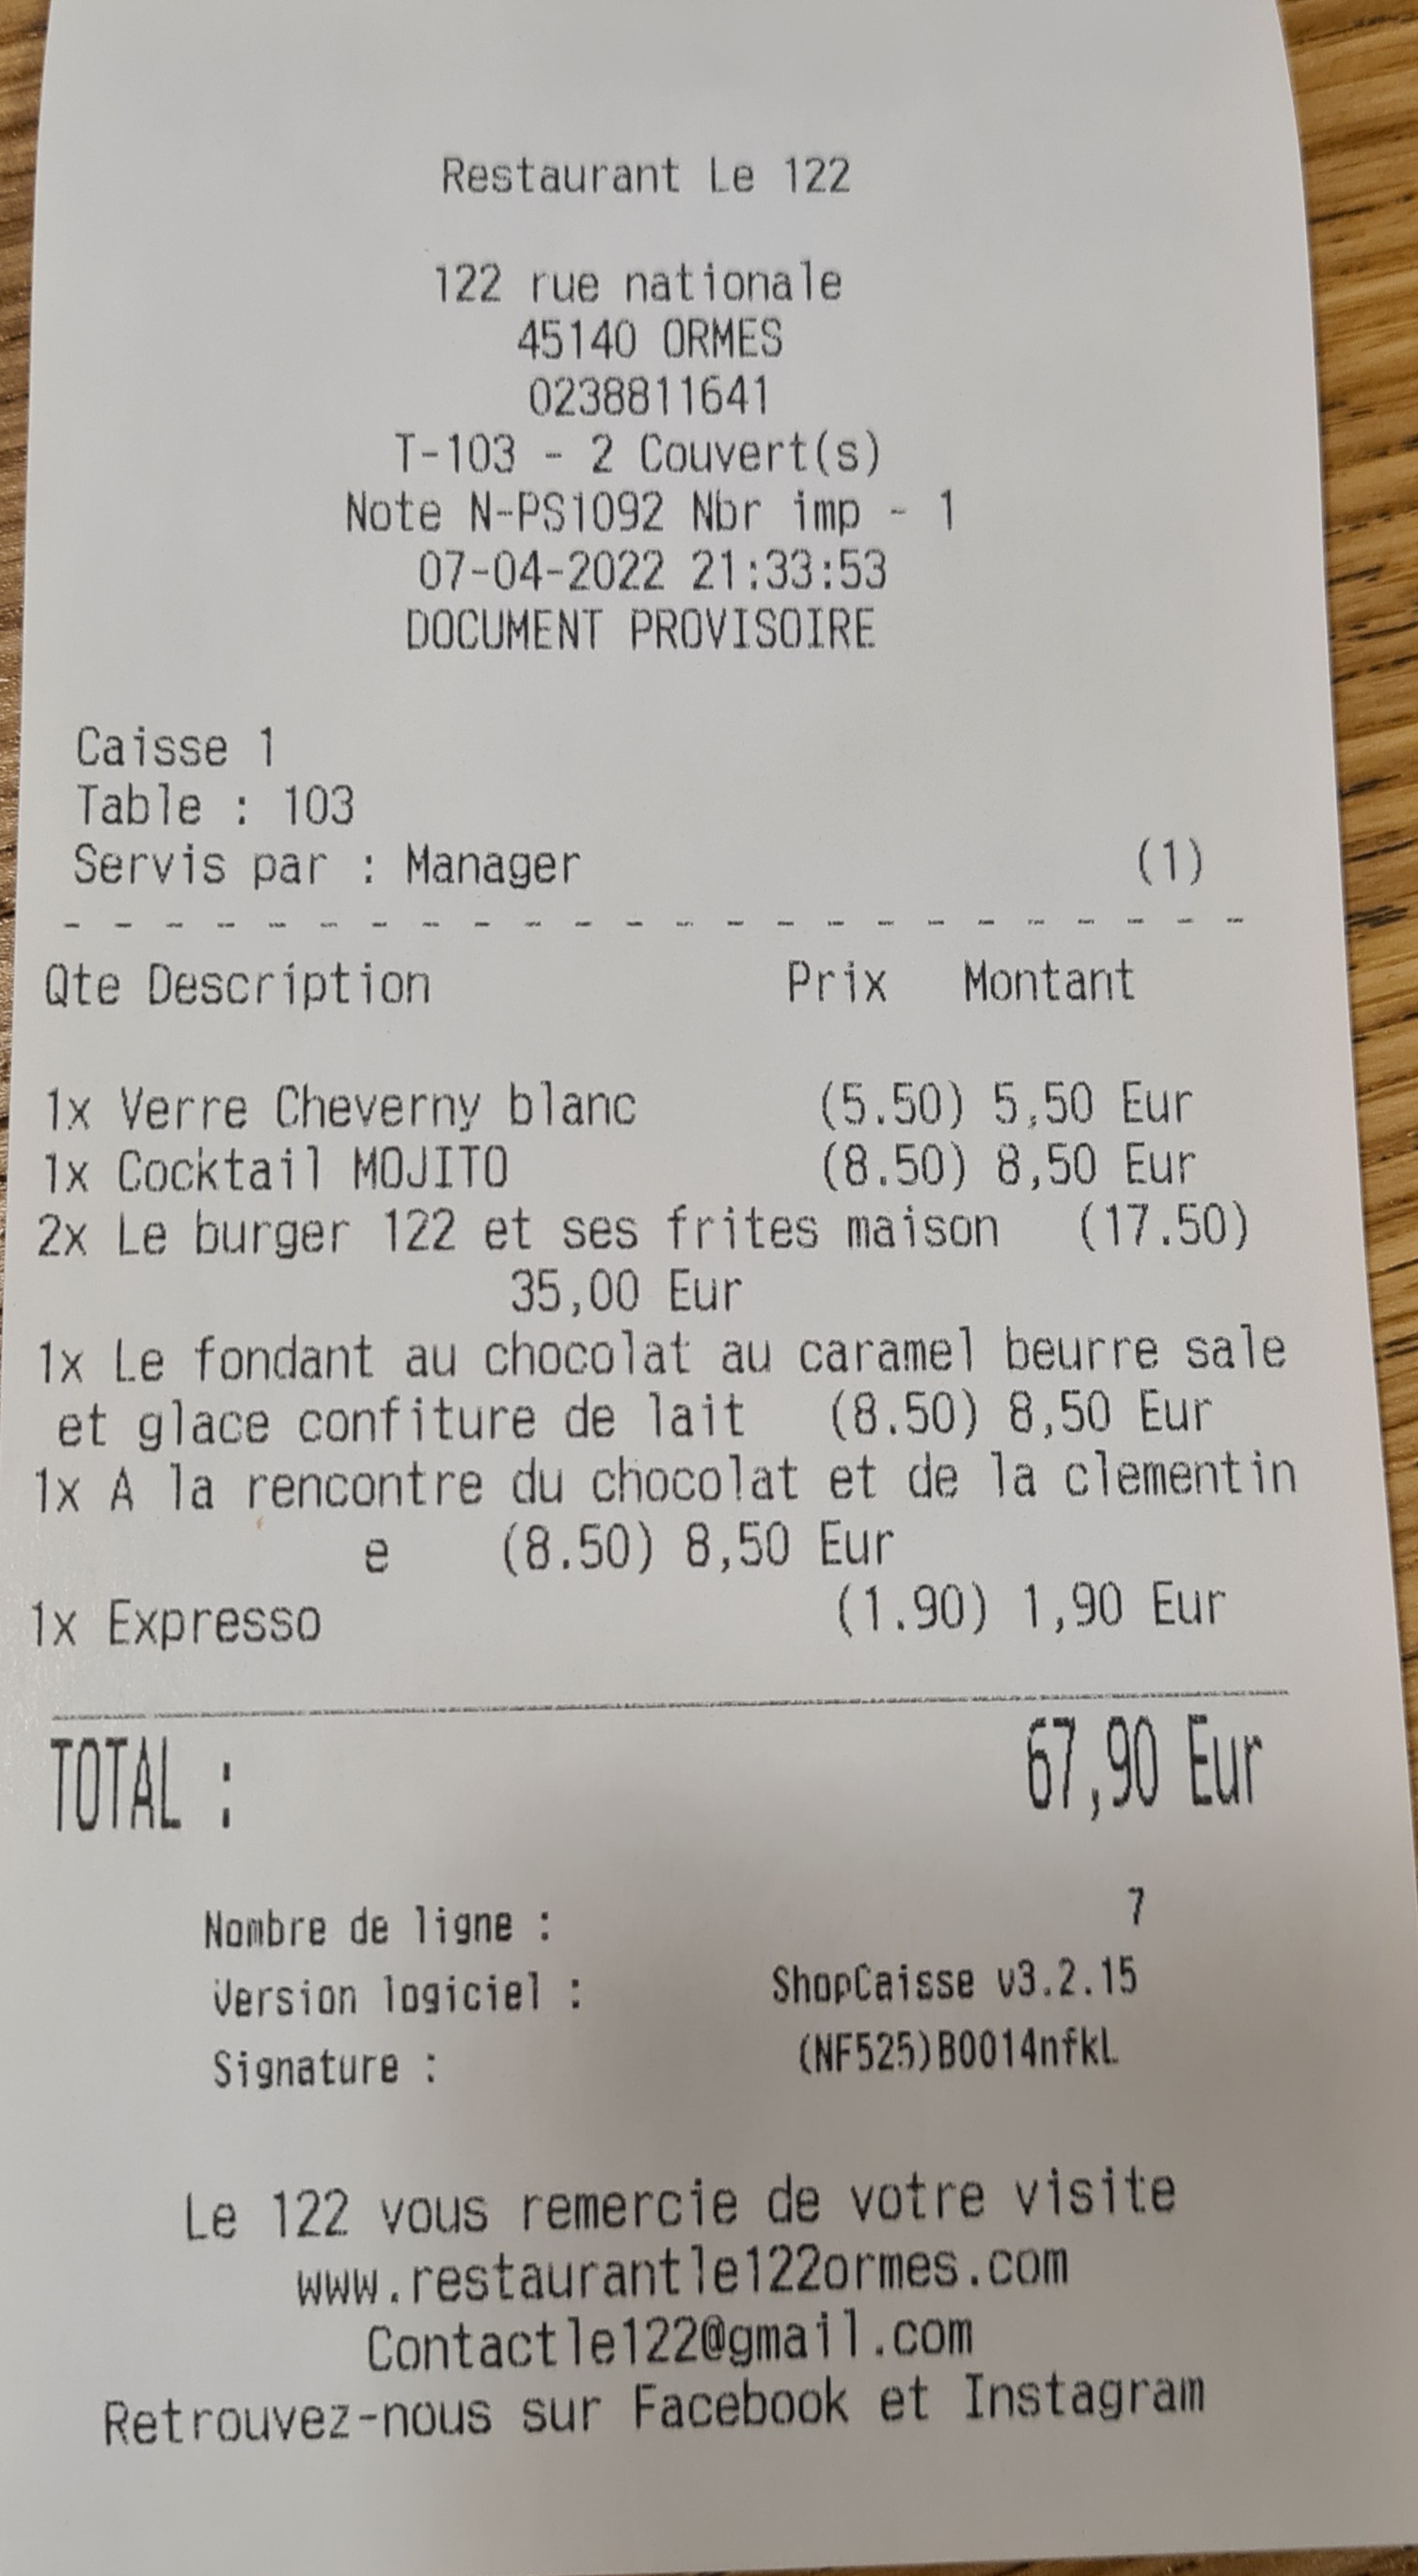 Restaurant Le 122
122 rue nationale
45140 ORMES
0238811641
T-103 - 2 Couvert(s)
Note N-PS1092 Nbr imp - 1
07-04-2022 21:33:53
DOCUMENT PROVISOIRE
Caisse 1
Table : 103
Servis par : Manager (1)
- - - - - - - - - - - - - - - - - - - - - - - -
Qte Description Prix Montant
1x Verre Cheverny blanc (5.50) 5,50 Eur
1x Cocktail MOJITO (8.50) 8,50 Eur
2x Le burger 122 et ses frites maison (17.50)
35,00 Eur
1x Le fondant au chocolat au caramel beurre sale
et glace confiture de lait (8.50) 8,50 Eur
1x A la rencontre du chocolat et de la clementin
e (8.50) 8,50 Eur
1x Expresso (1.90) 1,90 Eur
TOTAL : 67,90 Eur
Nombre de ligne : 7
Version logiciel : ShopCaisse v3.2.15
Signature : (NF525)B0014nfkL
Le 122 vous remercie de votre visite
www.restaurantle122ormes.com
Contactle122@gmail.com
Retrouvez-nous sur Facebook et Instagram